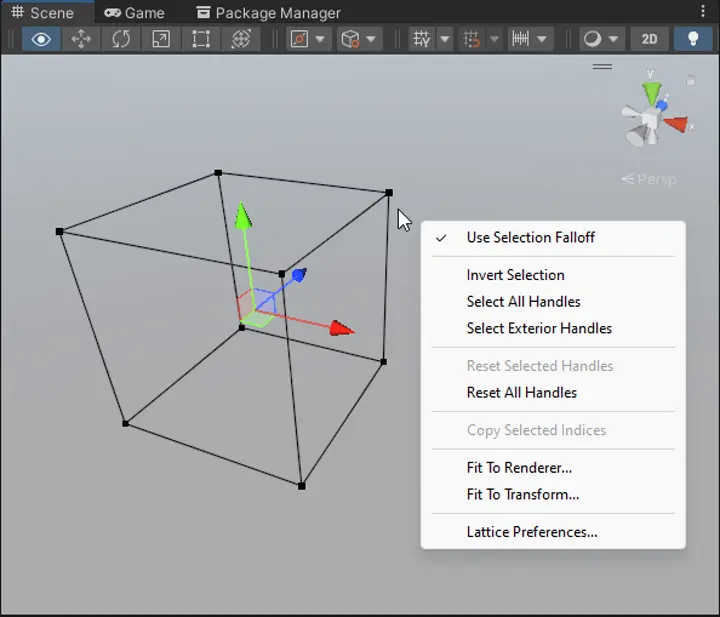 Scene
Game
Package Manager
2D
y
z
x
Persp
Use Selection Falloff
Invert Selection
Select All Handles
Select Exterior Handles
Reset Selected Handles
Reset All Handles
Copy Selected Indices
Fit To Renderer...
Fit To Transform...
Lattice Preferences...